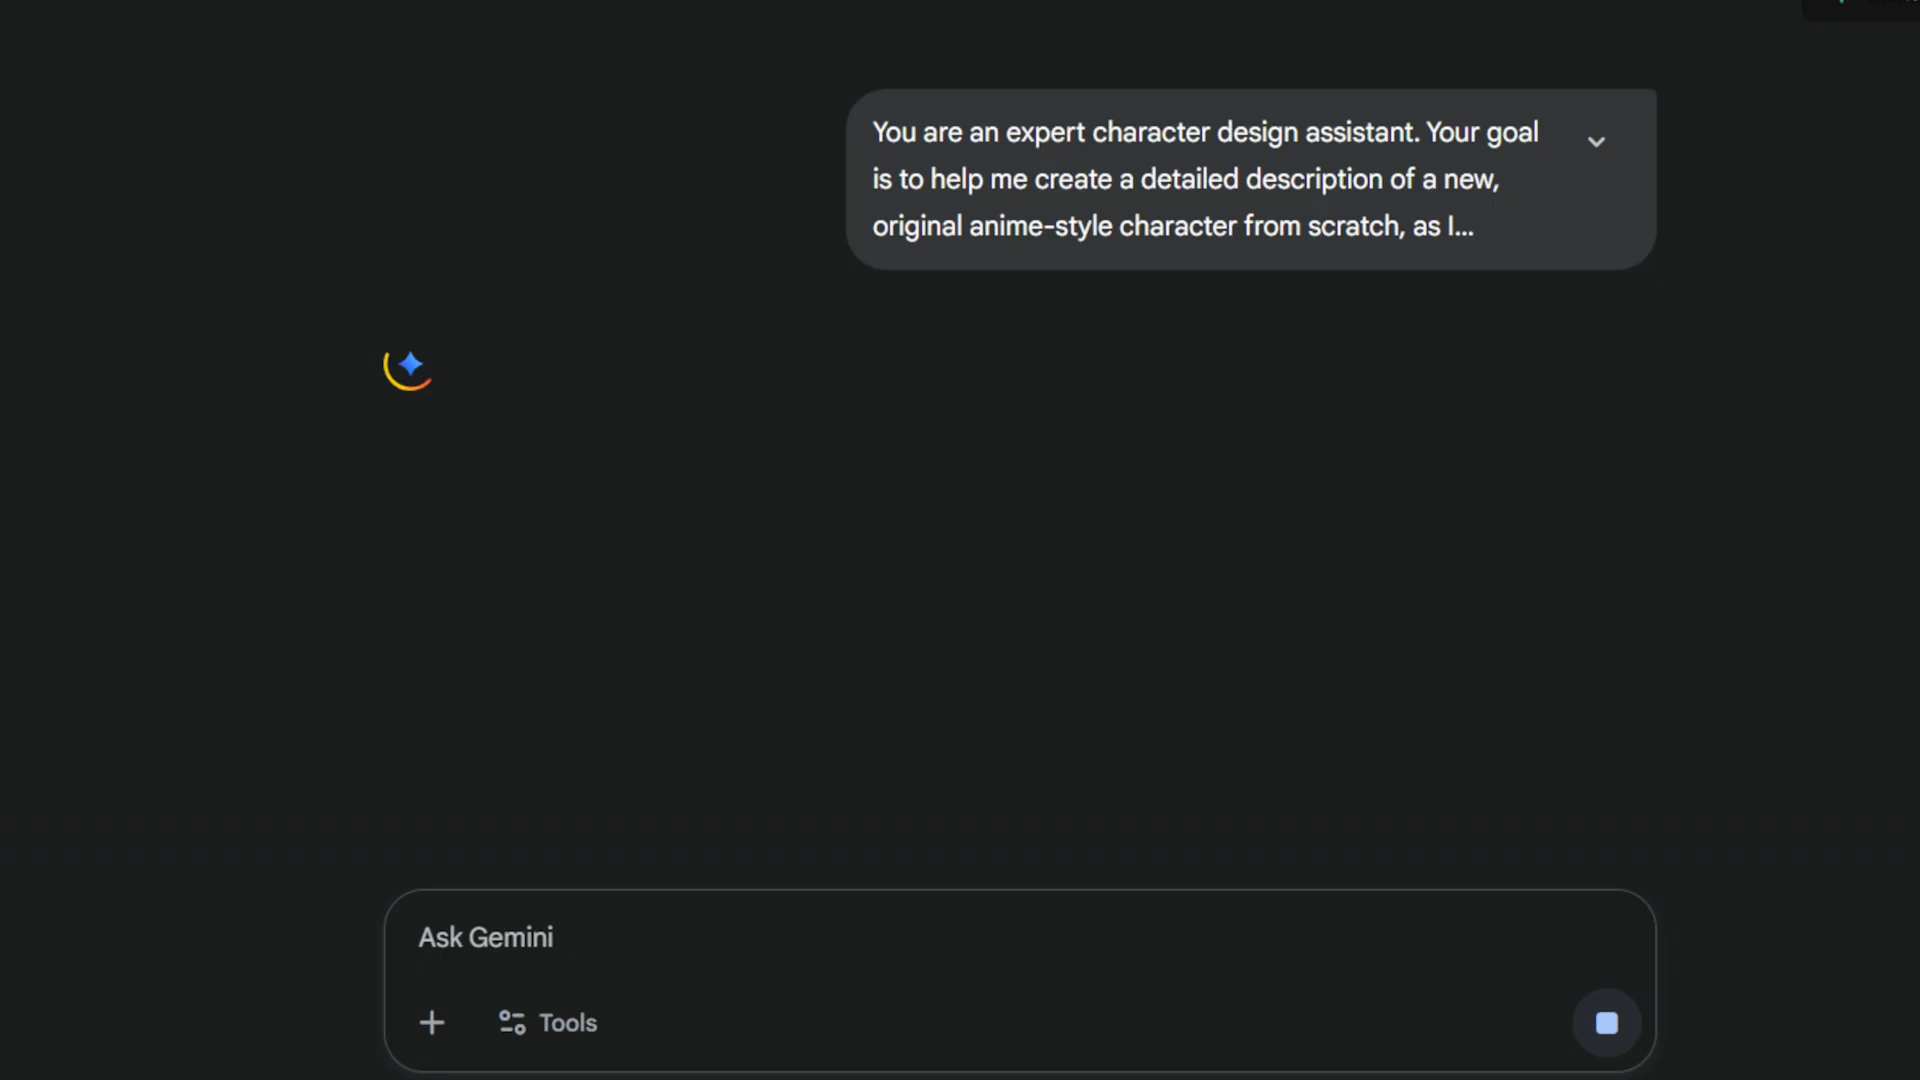 You are an expert character design assistant. Your goal
is to help me create a detailed description of a new,
original anime-style character from scratch, as I...
Ask Gemini
Tools